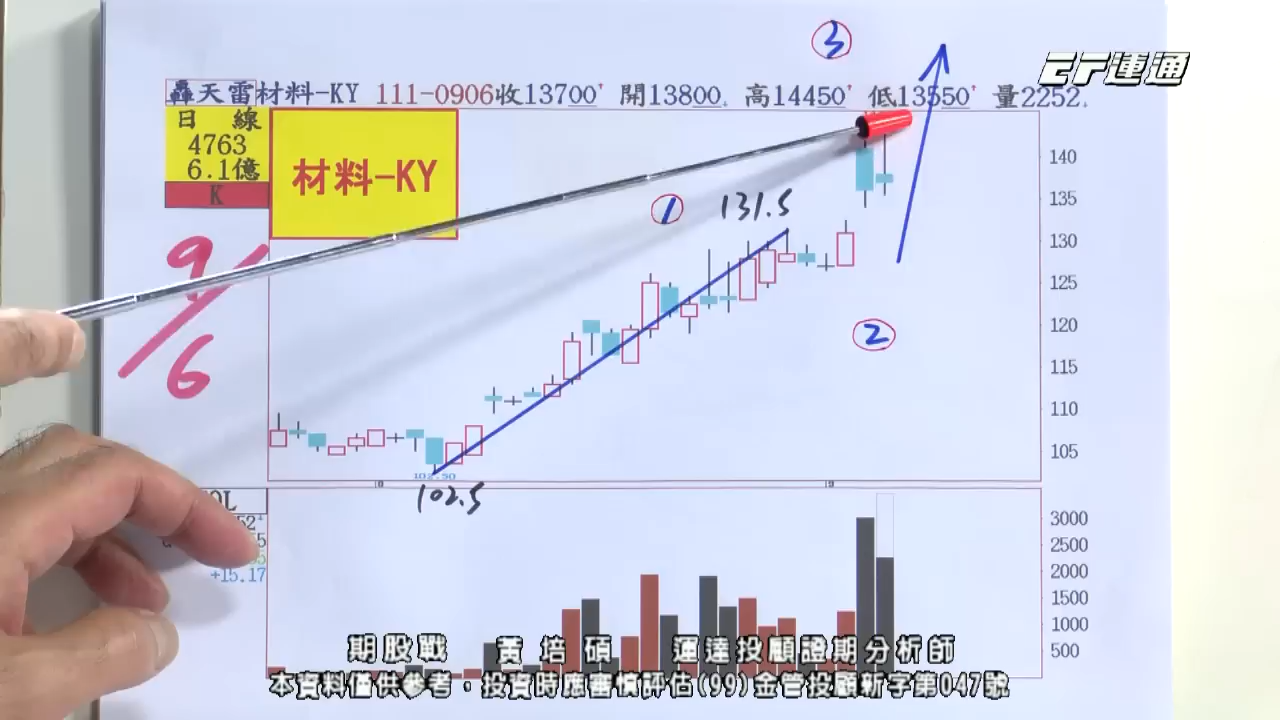 ③
EF運通
轟天雷材料-KY 111-0906收13700' 開13800. 高14450' 低13550' 量2252.
日 線
4763
6.1億
K
材料-KY
9/6
① 131.5
②
140
135
130
125
120
115
110
105
102.50
102.5
9
+15.17
3000
2500
2000
1500
1000
500
期股戰 黃培碩 運達投顧證期分析師
本資料僅供參考，投資時應審慎評估(99)金管投顧新字第047號